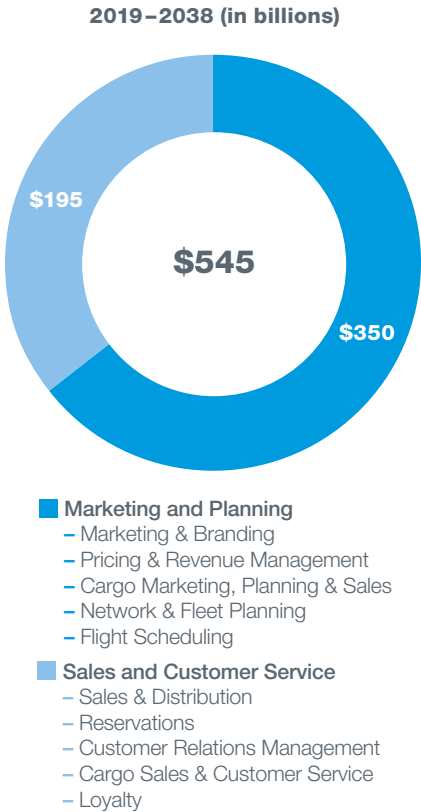 2019–2038 (in billions)
$195
$545
$350
Marketing and Planning
– Marketing & Branding
– Pricing & Revenue Management
– Cargo Marketing, Planning & Sales
– Network & Fleet Planning
– Flight Scheduling
Sales and Customer Service
– Sales & Distribution
– Reservations
– Customer Relations Management
– Cargo Sales & Customer Service
– Loyalty